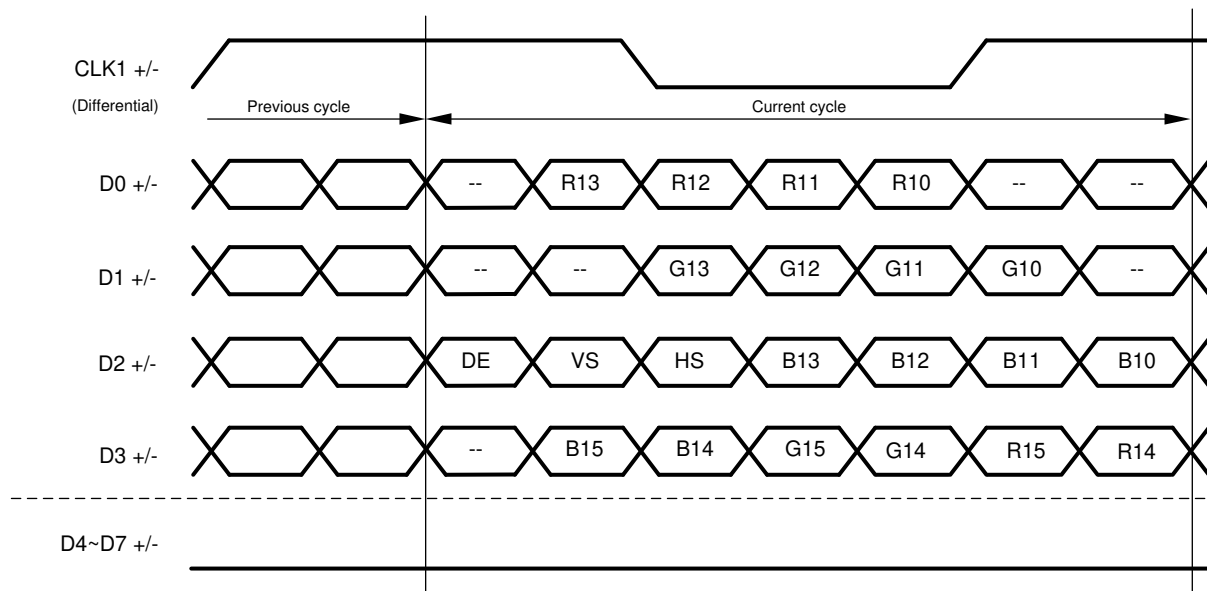 CLK1 +/-
(Differential)
Previous cycle
Current cycle
D0 +/-
-- R13 R12 R11 R10 -- --
D1 +/-
-- -- G13 G12 G11 G10 --
D2 +/-
DE VS HS B13 B12 B11 B10
D3 +/-
-- B15 B14 G15 G14 R15 R14
D4~D7 +/-